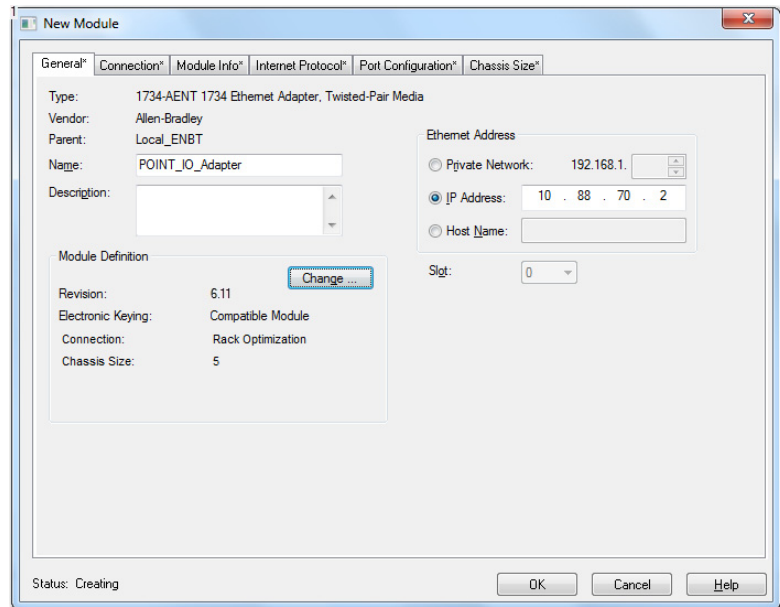 1
New Module
General* Connection* Module Info* Internet Protocol* Port Configuration* Chassis Size*
Type: 1734-AENT 1734 Ethernet Adapter, Twisted-Pair Media
Vendor: Allen-Bradley
Parent: Local_ENBT
Name: POINT_IO_Adapter
Description:
Ethernet Address
Private Network: 192.168.1.
IP Address: 10 . 88 . 70 . 2
Host Name:
Slot: 0
Module Definition
Change ...
Revision: 6.11
Electronic Keying: Compatible Module
Connection: Rack Optimization
Chassis Size: 5
Status: Creating
OK Cancel Help